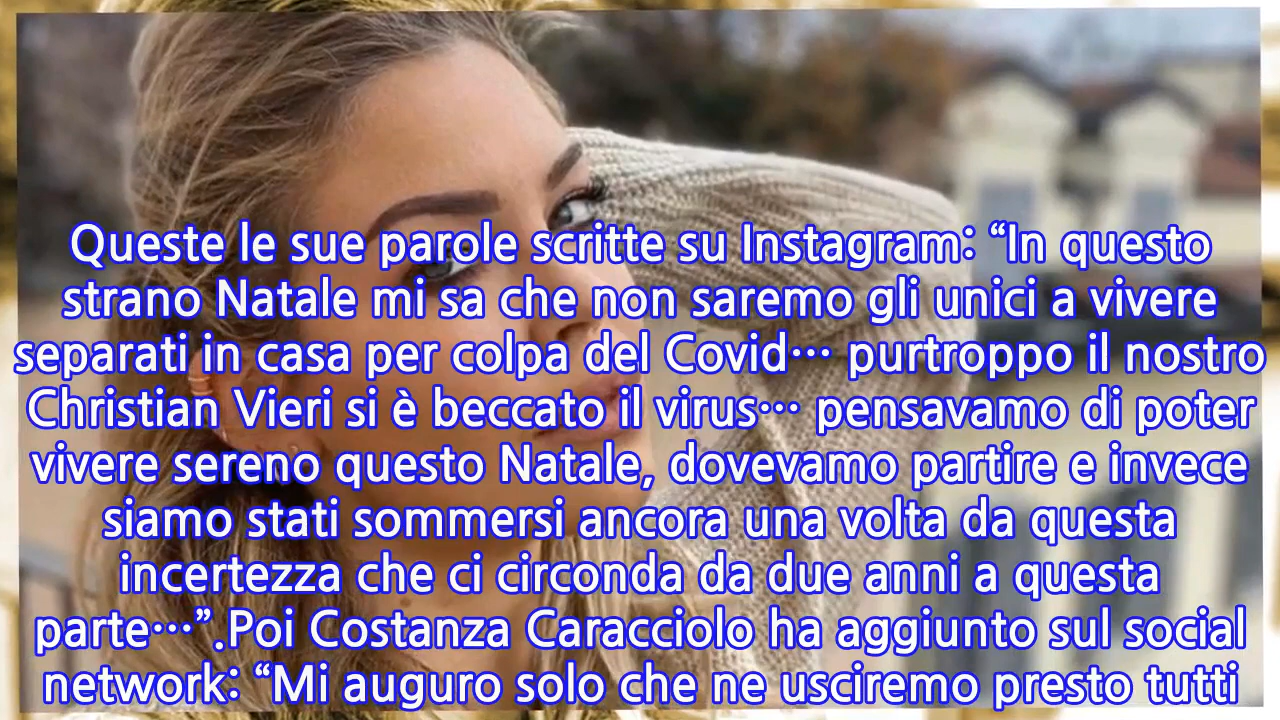 Queste le sue parole scritte su Instagram: “In questo
strano Natale mi sa che non saremo gli unici a vivere
separati in casa per colpa del Covid⋯ purtroppo il nostro
Christian Vieri si è beccato il virus⋯ pensavamo di poter
vivere sereno questo Natale, dovevamo partire e invece
siamo stati sommersi ancora una volta da questa
incertezza che ci circonda da due anni a questa
parte⋯”.Poi Costanza Caracciolo ha aggiunto sul social
network: “Mi auguro solo che ne usciremo presto tutti